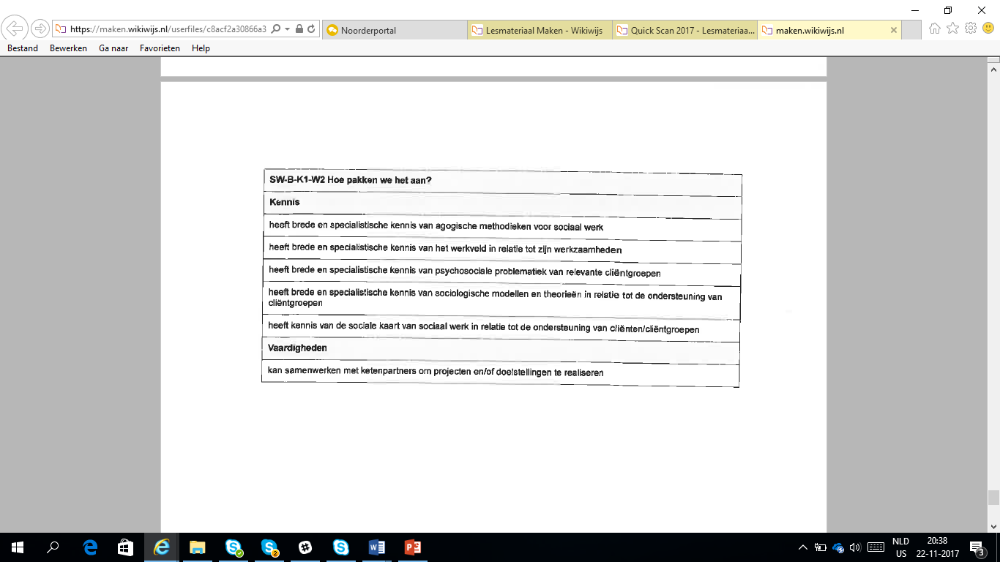 https://maken.wikiwijs.nl/userfiles/c8acf2a30866a3
Noorderportal
Lesmateriaal Maken - Wikiwijs
Quick Scan 2017 - Lesmateriaa...
maken.wikiwijs.nl
Bestand Bewerken Ga naar Favorieten Help
SW-B-K1-W2 Hoe pakken we het aan?
Kennis
heeft brede en specialistische kennis van agogische methodieken voor sociaal werk
heeft brede en specialistische kennis van het werkveld in relatie tot zijn werkzaamheden
heeft brede en specialistische kennis van psychosociale problematiek van relevante cliëntgroepen
heeft brede en specialistische kennis van sociologische modellen en theorieën in relatie tot de ondersteuning van
cliëntgroepen
heeft kennis van de sociale kaart van sociaal werk in relatie tot de ondersteuning van cliënten/cliëntgroepen
Vaardigheden
kan samenwerken met ketenpartners om projecten en/of doelstellingen te realiseren
NLD 20:38
US 22-11-2017
2
3